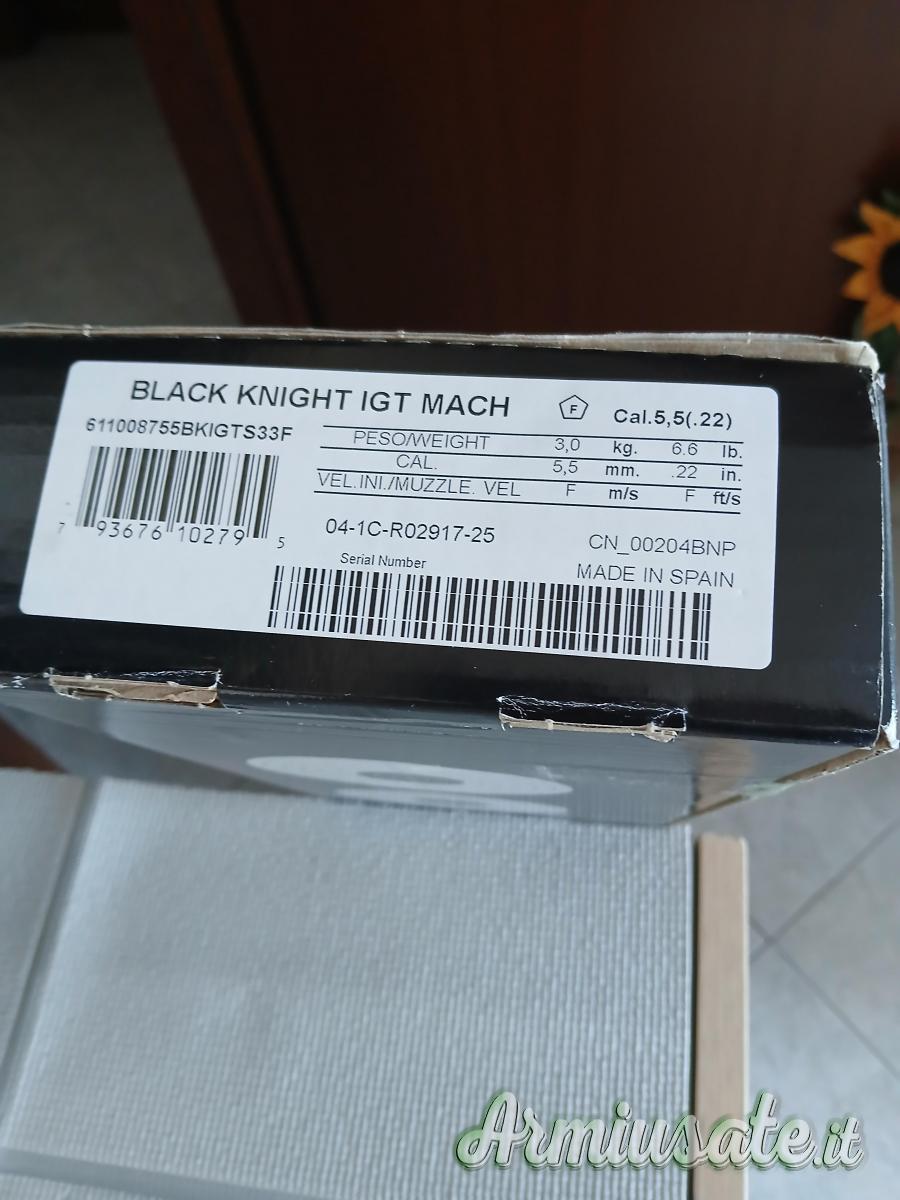 BLACK KNIGHT IGT MACH F Cal.5,5(.22)
611008755BKIGTS33F
PESO/WEIGHT 3,0 kg. 6.6 lb.
CAL. 5,5 mm. .22 in.
VEL.INI./MUZZLE. VEL F m/s F ft/s
7 93676 10279 5
04-1C-R02917-25
CN_00204BNP
Serial Number
MADE IN SPAIN
Armiusate.it